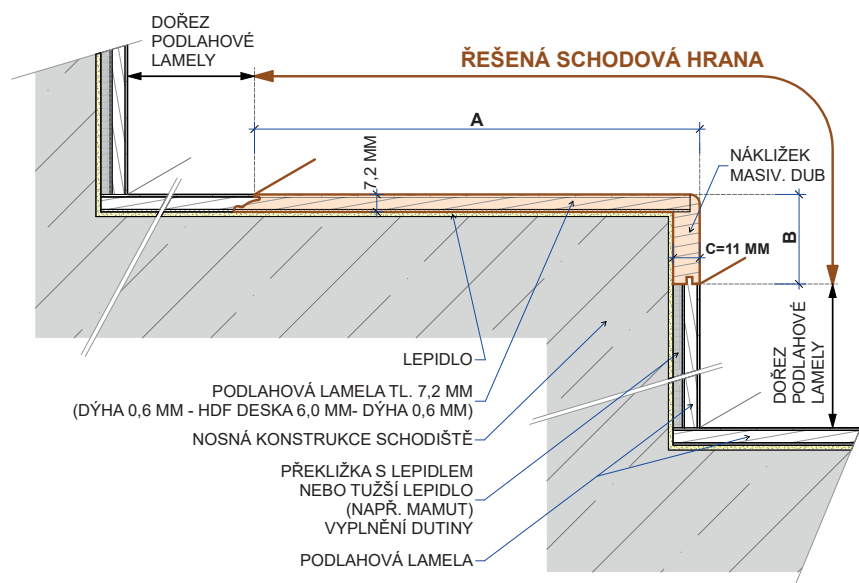 DOŘEZ
PODLAHOVÉ
LAMELY
ŘEŠENÁ SCHODOVÁ HRANA
A
7,2 MM
NÁKLIŽEK
MASIV. DUB
B
C=11 MM
DOŘEZ
PODLAHOVÉ
LAMELY
LEPIDLO
PODLAHOVÁ LAMELA TL. 7,2 MM
(DÝHA 0,6 MM - HDF DESKA 6,0 MM- DÝHA 0,6 MM)
NOSNÁ KONSTRUKCE SCHODIŠTĚ
PŘEKLIŽKA S LEPIDLEM
NEBO TUŽŠÍ LEPIDLO
(NAPŘ. MAMUT)
VYPLNĚNÍ DUTINY
PODLAHOVÁ LAMELA